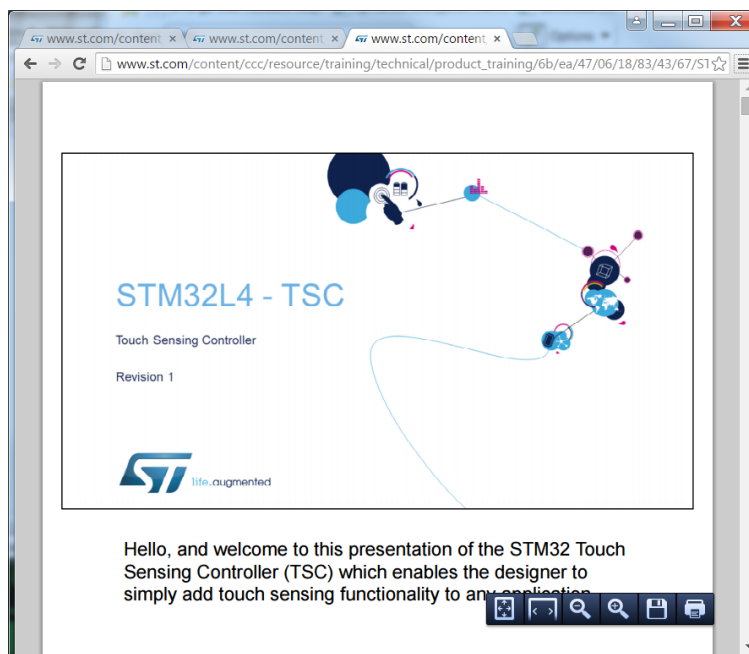 www.st.com/content
www.st.com/content
www.st.com/content
www.st.com/content/ccc/resource/training/technical/product_training/6b/ea/47/06/18/83/43/67/ST
STM32L4 - TSC
Touch Sensing Controller
Revision 1
ST
life.augmented
Hello, and welcome to this presentation of the STM32 Touch
Sensing Controller (TSC) which enables the designer to
simply add touch sensing functionality to any application